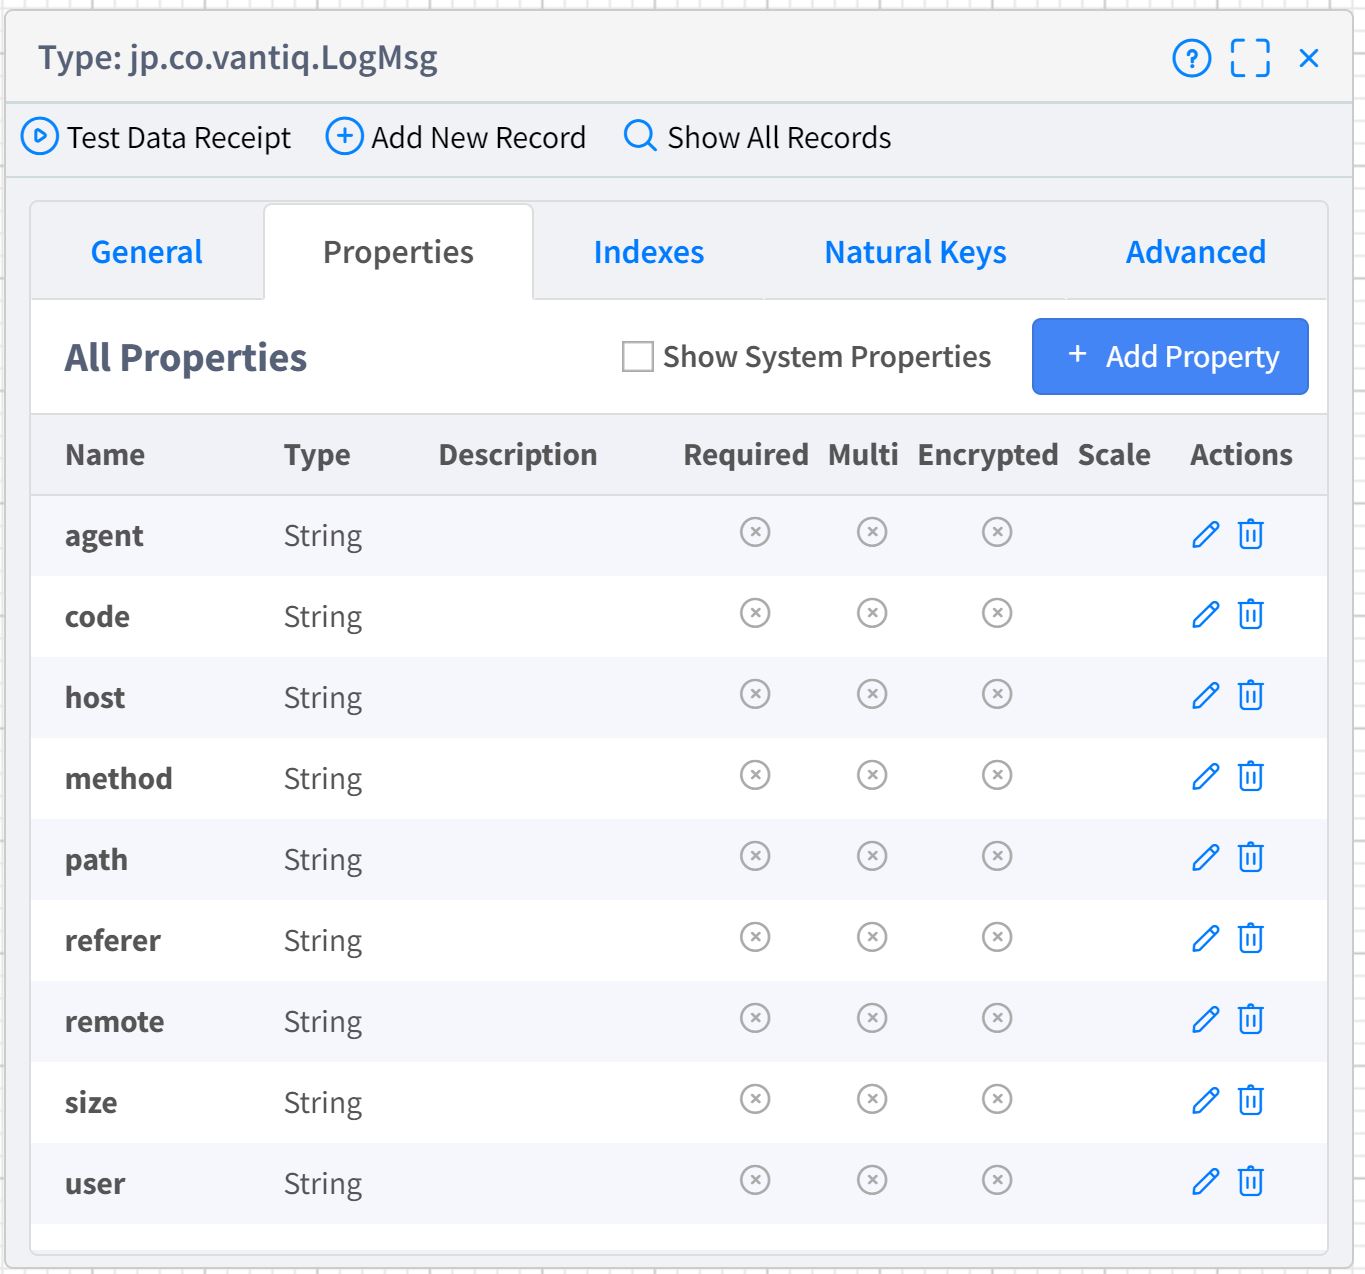 Type: jp.co.vantiq.LogMsg
Test Data Receipt Add New Record Show All Records
General Properties Indexes Natural Keys Advanced
All Properties Show System Properties + Add Property
Name Type Description Required Multi Encrypted Scale Actions
agent String
code String
host String
method String
path String
referer String
remote String
size String
user String